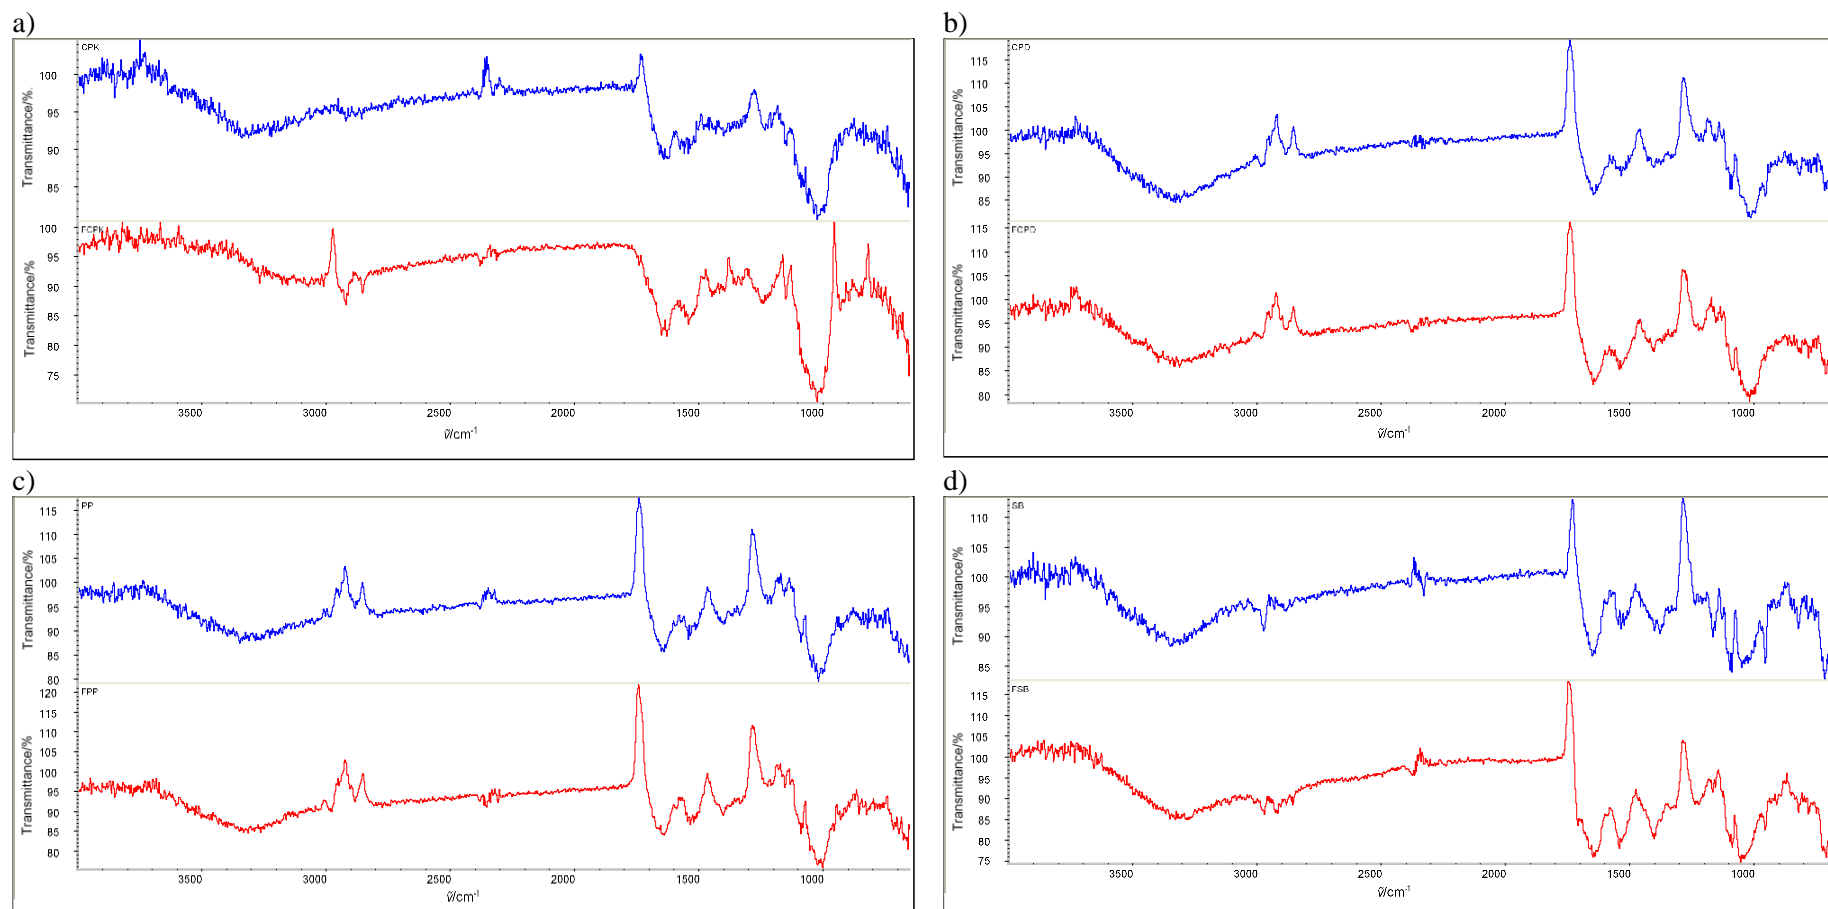 a)
CPK
Transmittance/%.
100
95
90
85
FCPK
Transmittance/%
100
95
90
85
80
75
3500 3000 2500 2000 1500 1000
ṽ/cm-1
b)
CPD
Transmittance/%
115
110
105
100
95
90
85
FCPD
Transmittance/%
115
110
105
100
95
90
85
80
3500 3000 2500 2000 1500 1000
ṽ/cm-1
c)
PP
Transmittance/%
115
110
105
100
95
90
85
80
FPP
Transmittance/%
120
115
110
105
100
95
90
85
80
3500 3000 2500 2000 1500 1000
ṽ/cm-1
d)
SB
Transmittance/%
110
100
95
90
85
FSB
Transmittance/%
115
110
105
100
95
90
85
80
75
3500 3000 2500 2000 1500 1000
ṽ/cm-1